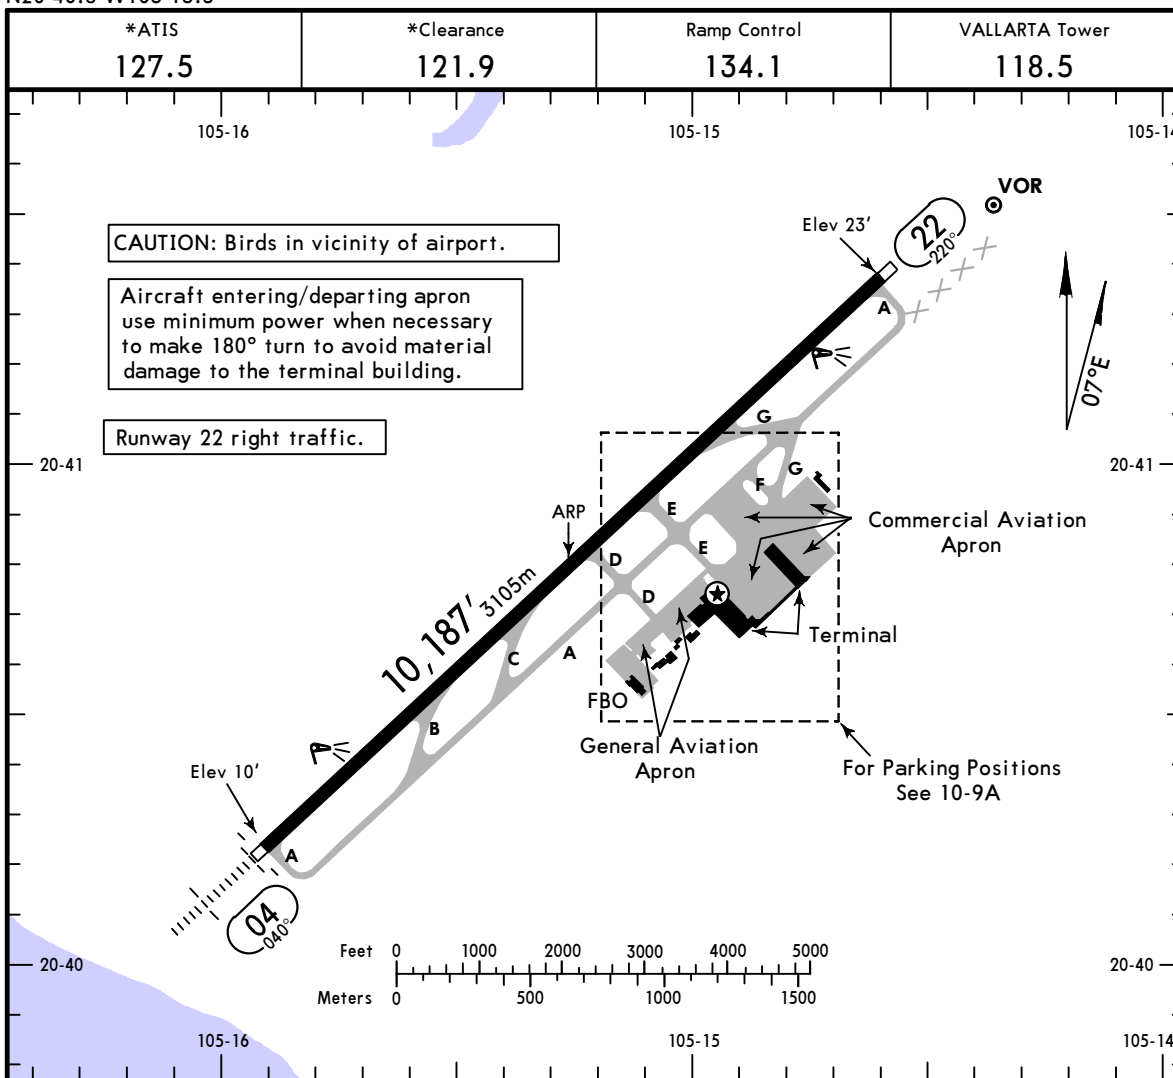 *ATIS
127.5
*Clearance
121.9
Ramp Control
134.1
VALLARTA Tower
118.5
105-16
105-15
105-14
VOR
Elev 23'
22
220°
CAUTION: Birds in vicinity of airport.
Aircraft entering/departing apron
use minimum power when necessary
to make 180° turn to avoid material
damage to the terminal building.
A
07°E
Runway 22 right traffic.
G
20-41
20-41
G
F
E
ARP
Commercial Aviation
Apron
E
D
10,187' 3105m
D
Terminal
C
A
FBO
B
General Aviation
Apron
For Parking Positions
See 10-9A
Elev 10'
A
04
040°
Feet 0 1000 2000 3000 4000 5000
20-40
20-40
Meters 0 500 1000 1500
105-16
105-15
105-14